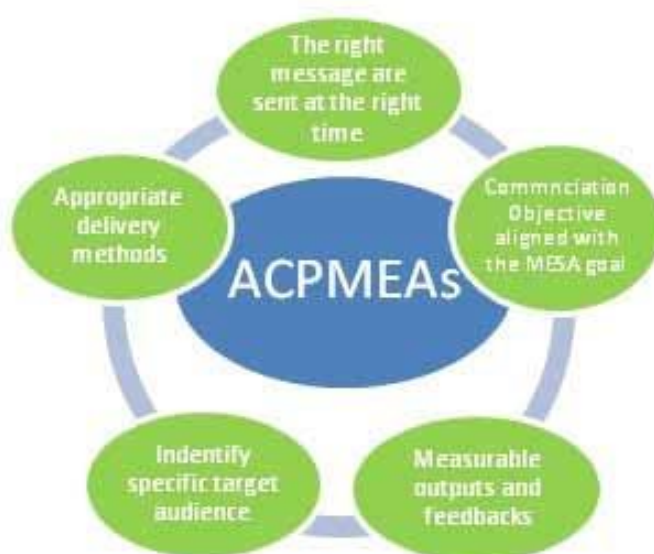 The right
message are
sent at the right
time
Commnciation
Objective
aligned with
the MESA goal
Measurable
outputs and
feedbacks
Indentify
specific target
audience
Appropriate
delivery
methods
ACPMEAs